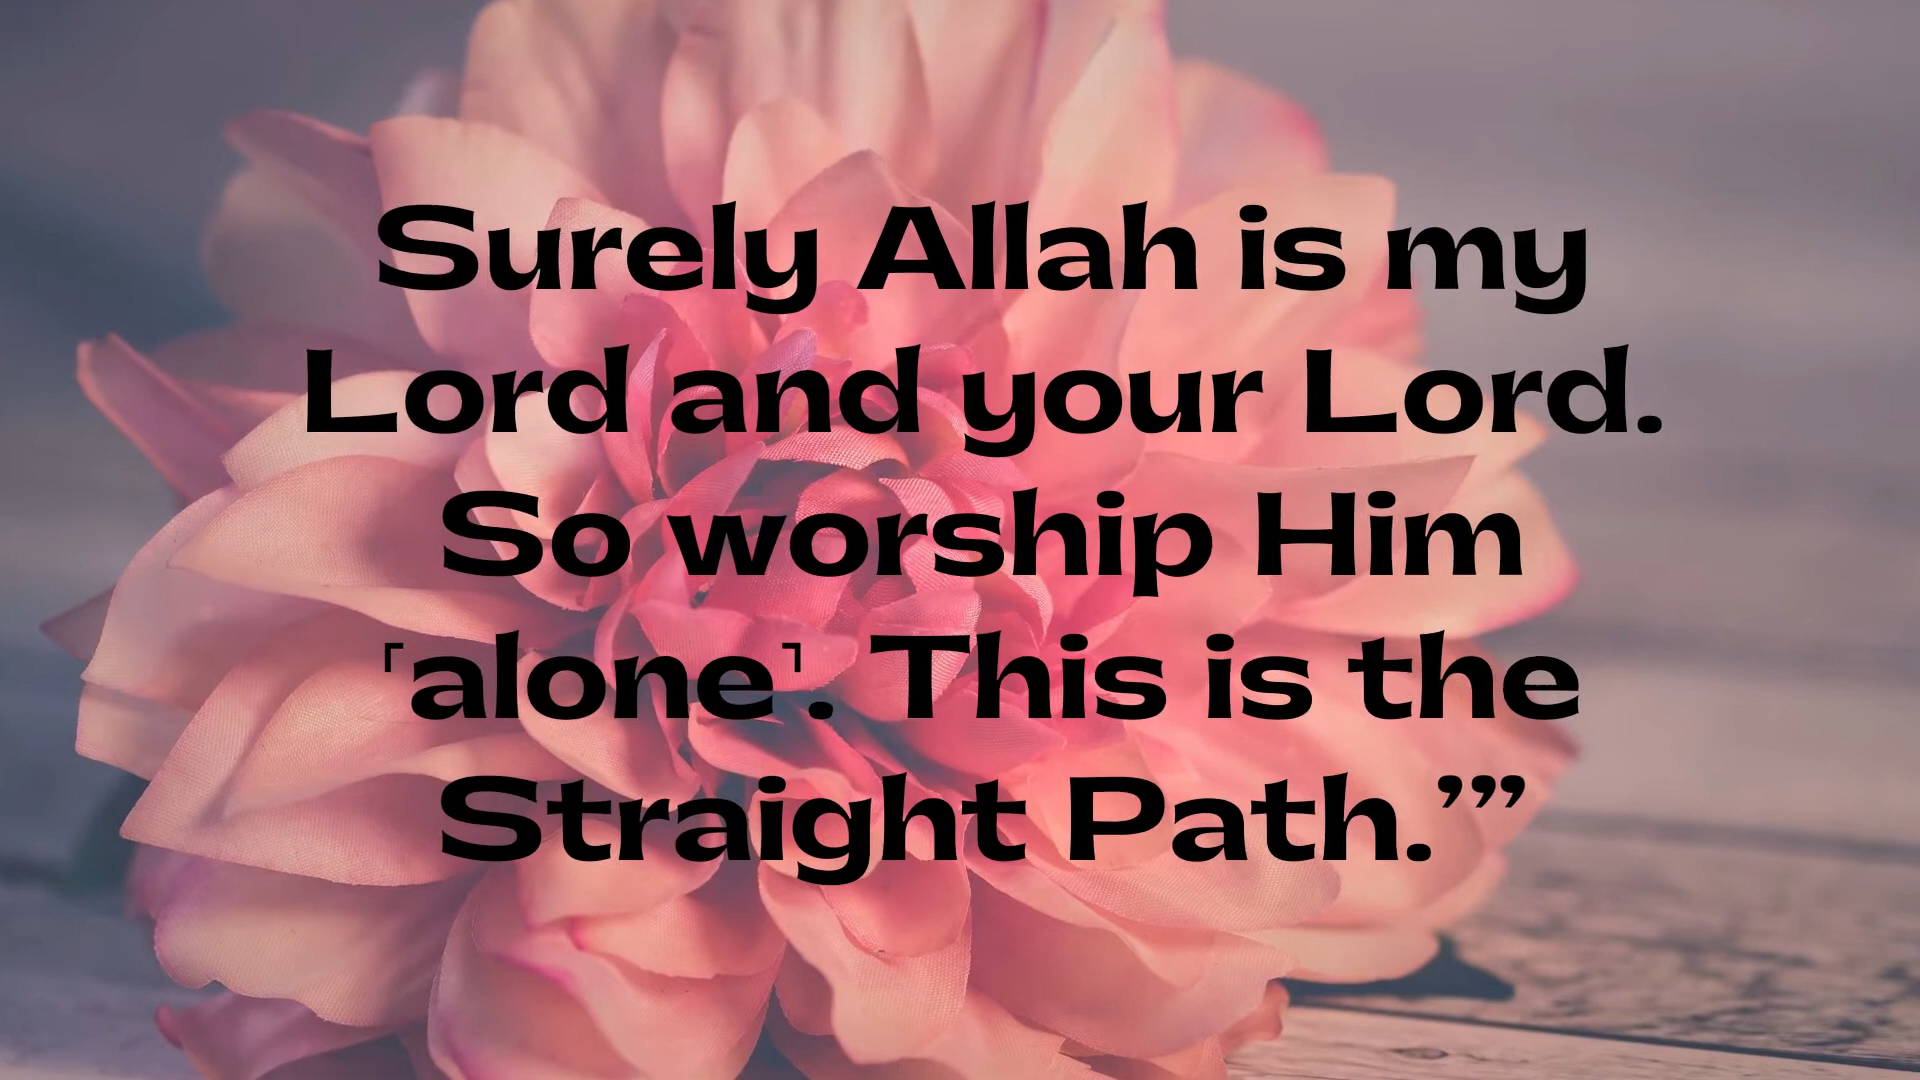 Surely Allah is my
Lord and your Lord.
So worship Him
˹alone˺. This is the
Straight Path.’”’